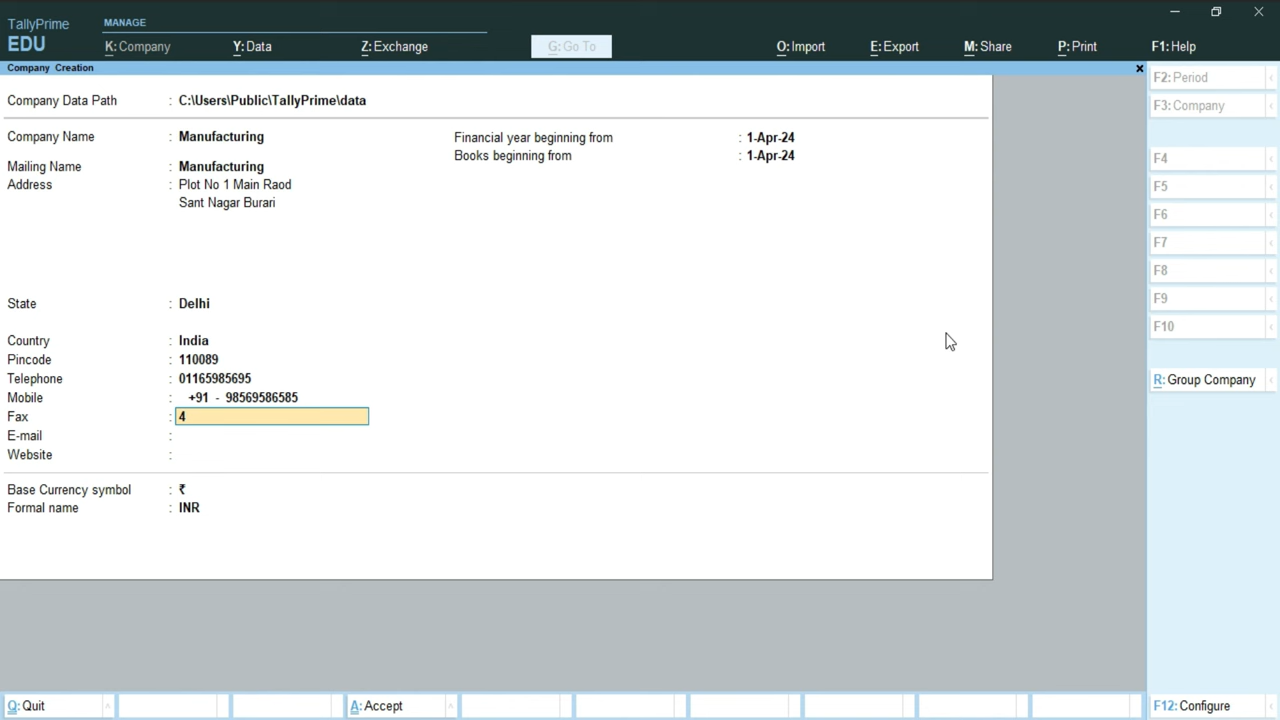 TallyPrime
EDU
MANAGE
K: Company
Y: Data
Z: Exchange
G: Go To
O: Import
E: Export
M: Share
P: Print
F1: Help
Company Creation
Company Data Path : C:\Users\Public\TallyPrime\data
Company Name : Manufacturing
Financial year beginning from : 1-Apr-24
Books beginning from : 1-Apr-24
Mailing Name : Manufacturing
Address : Plot No 1 Main Raod
Sant Nagar Burari
State : Delhi
Country : India
Pincode : 110089
Telephone : 01165985695
Mobile : +91 - 98569586585
Fax : 4
E-mail :
Website :
Base Currency symbol : ₹
Formal name : INR
F2: Period
F3: Company
F4
F5
F6
F7
F8
F9
F10
R: Group Company
Q: Quit
A: Accept
F12: Configure